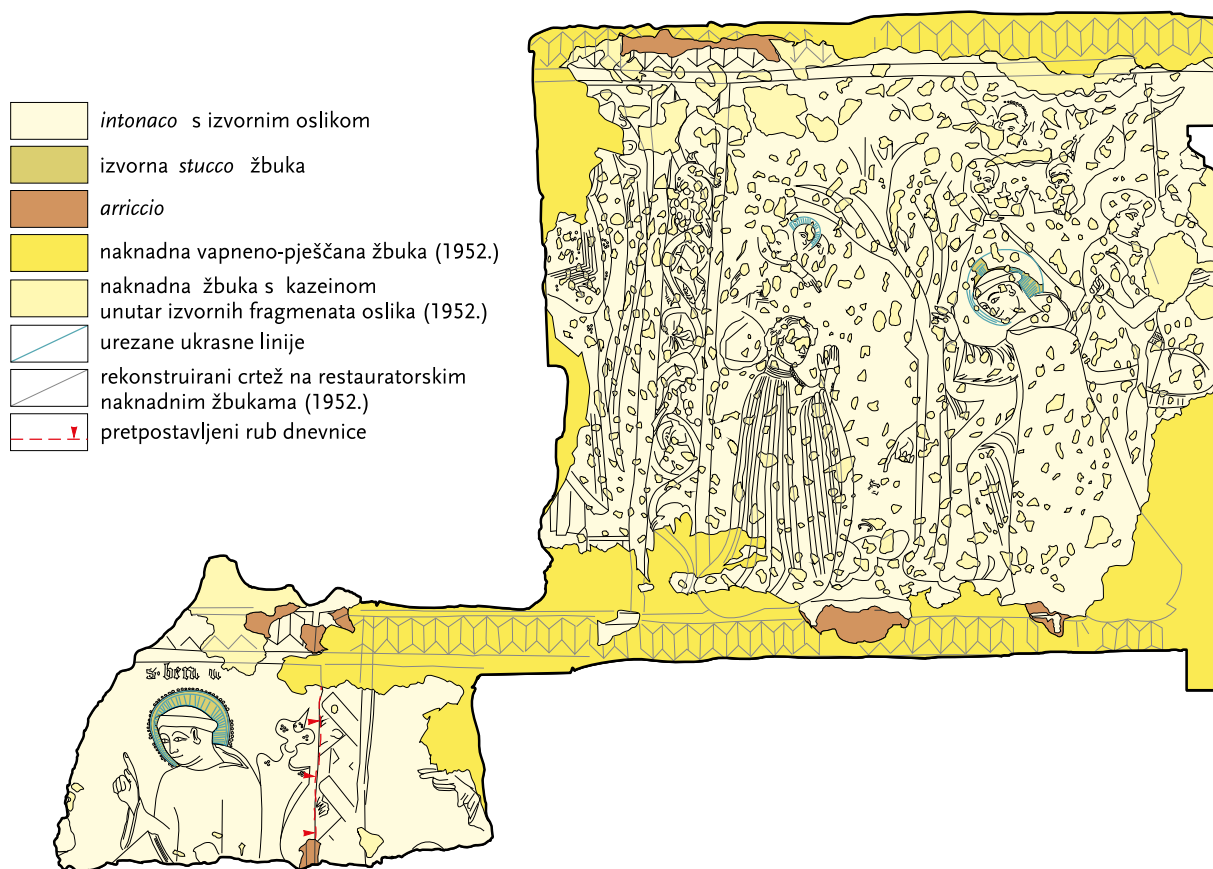 intonaco s izvornim oslikom
izvorna stucco žbuka
arriccio
naknadna vapneno-pješčana žbuka (1952.)
naknadna žbuka s kazeinom
unutar izvornih fragmenata oslika (1952.)
urezane ukrasne linije
rekonstruirani crtež na restauratorskim
naknadnim žbukama (1952.)
pretpostavljeni rub dnevnice